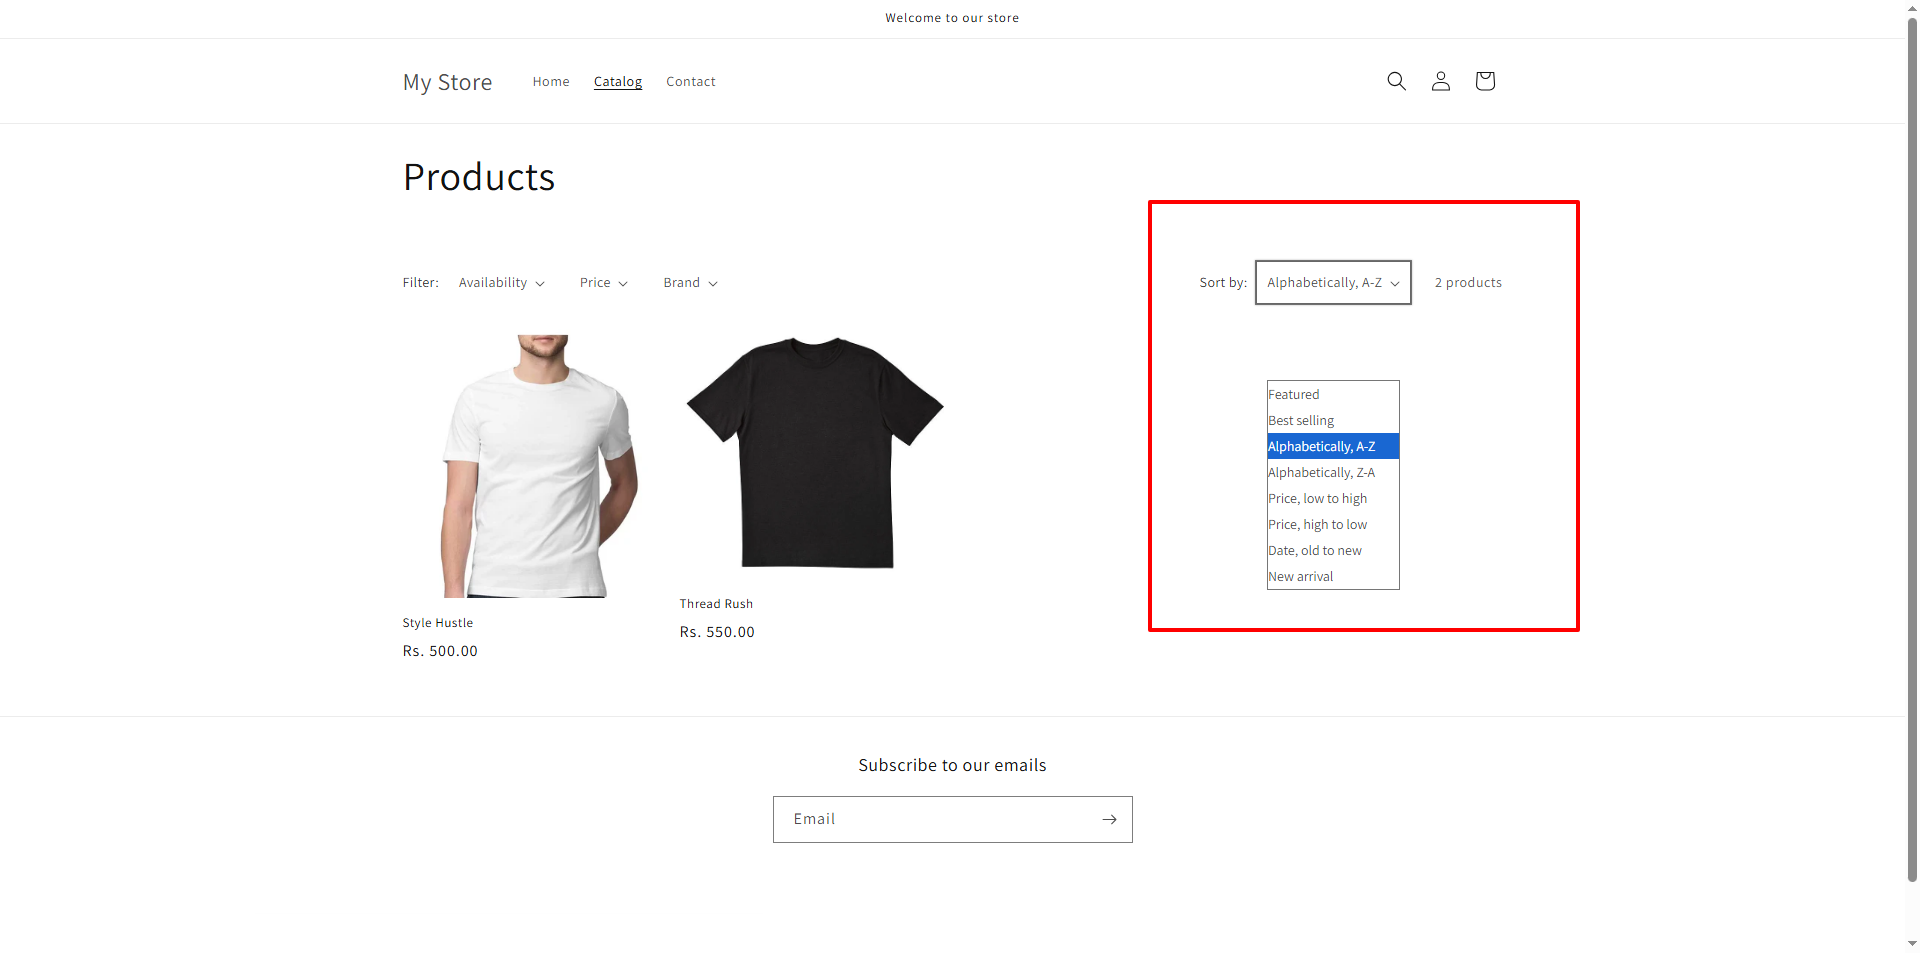 Welcome to our store
My Store Home Catalog Contact
Products
Filter: Availability Price Brand Sort by: Alphabetically, A-Z 2 products
Featured
Best selling
Alphabetically, A-Z
Alphabetically, Z-A
Price, low to high
Price, high to low
Date, old to new
New arrival
Style Hustle
Rs. 500.00
Thread Rush
Rs. 550.00
Subscribe to our emails
Email